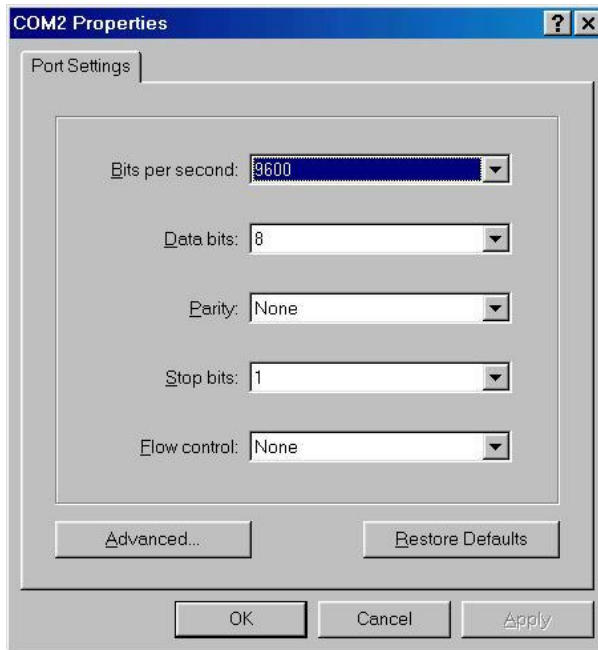 COM2 Properties
Port Settings
Bits per second: 9600
Data bits: 8
Parity: None
Stop bits: 1
Flow control: None
Advanced... Restore Defaults
OK Cancel Apply